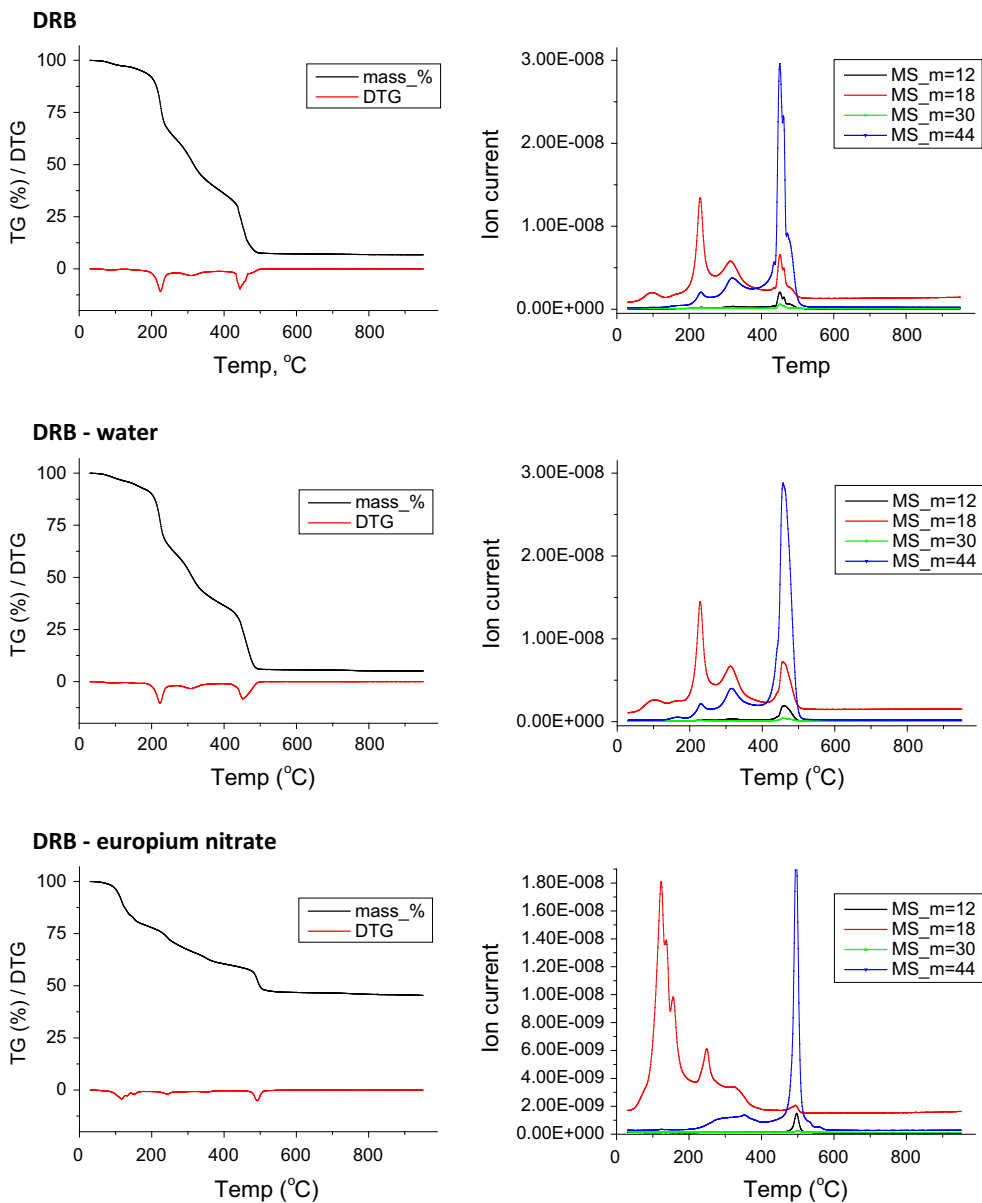 DRB
TG (%) / DTG
100
75
50
25
0
mass_%
DTG
0 200 400 600 800
Temp, °C
Ion current
3.00E-008
2.00E-008
1.00E-008
0.00E+000
MS_m=12
MS_m=18
MS_m=30
MS_m=44
0 200 400 600 800
Temp
DRB - water
TG (%) / DTG
100
75
50
25
0
mass_%
DTG
0 200 400 600 800
Temp (°C)
Ion current
3.00E-008
2.00E-008
1.00E-008
0.00E+000
MS_m=12
MS_m=18
MS_m=30
MS_m=44
0 200 400 600 800
Temp (°C)
DRB - europium nitrate
TG (%) / DTG
100
75
50
25
0
mass_%
DTG
0 200 400 600 800
Temp (°C)
Ion current
1.80E-008
1.60E-008
1.40E-008
1.20E-008
1.00E-008
8.00E-009
6.00E-009
4.00E-009
2.00E-009
0.00E+000
MS_m=12
MS_m=18
MS_m=30
MS_m=44
0 200 400 600 800
Temp (°C)